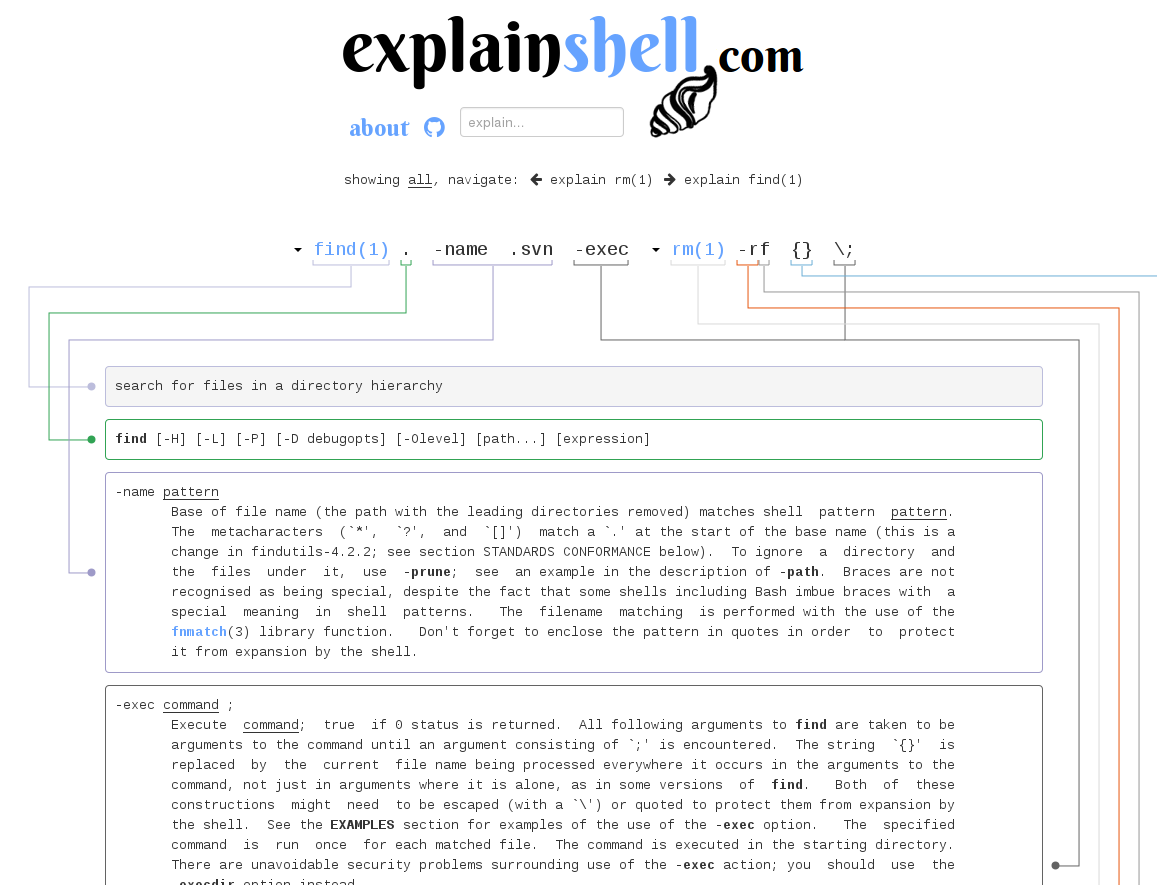 explainshell.com
about explain...
showing all, navigate: explain rm(1) explain find(1)
find(1) . -name .svn -exec rm(1) -rf {} \;
search for files in a directory hierarchy
find [-H] [-L] [-P] [-D debugopts] [-Olevel] [path...] [expression]
-name pattern
Base of file name (the path with the leading directories removed) matches shell pattern pattern.
The metacharacters (`*', `?', and `[]') match a `.' at the start of the base name (this is a
change in findutils-4.2.2; see section STANDARDS CONFORMANCE below). To ignore a directory and
the files under it, use -prune; see an example in the description of -path. Braces are not
recognised as being special, despite the fact that some shells including Bash imbue braces with a
special meaning in shell patterns. The filename matching is performed with the use of the
fnmatch(3) library function. Don't forget to enclose the pattern in quotes in order to protect
it from expansion by the shell.
-exec command ;
Execute command; true if 0 status is returned. All following arguments to find are taken to be
arguments to the command until an argument consisting of `;' is encountered. The string `{}' is
replaced by the current file name being processed everywhere it occurs in the arguments to the
command, not just in arguments where it is alone, as in some versions of find. Both of these
constructions might need to be escaped (with a `\') or quoted to protect them from expansion by
the shell. See the EXAMPLES section for examples of the use of the -exec option. The specified
command is run once for each matched file. The command is executed in the starting directory.
There are unavoidable security problems surrounding use of the -exec action; you should use the
-execdir option instead.